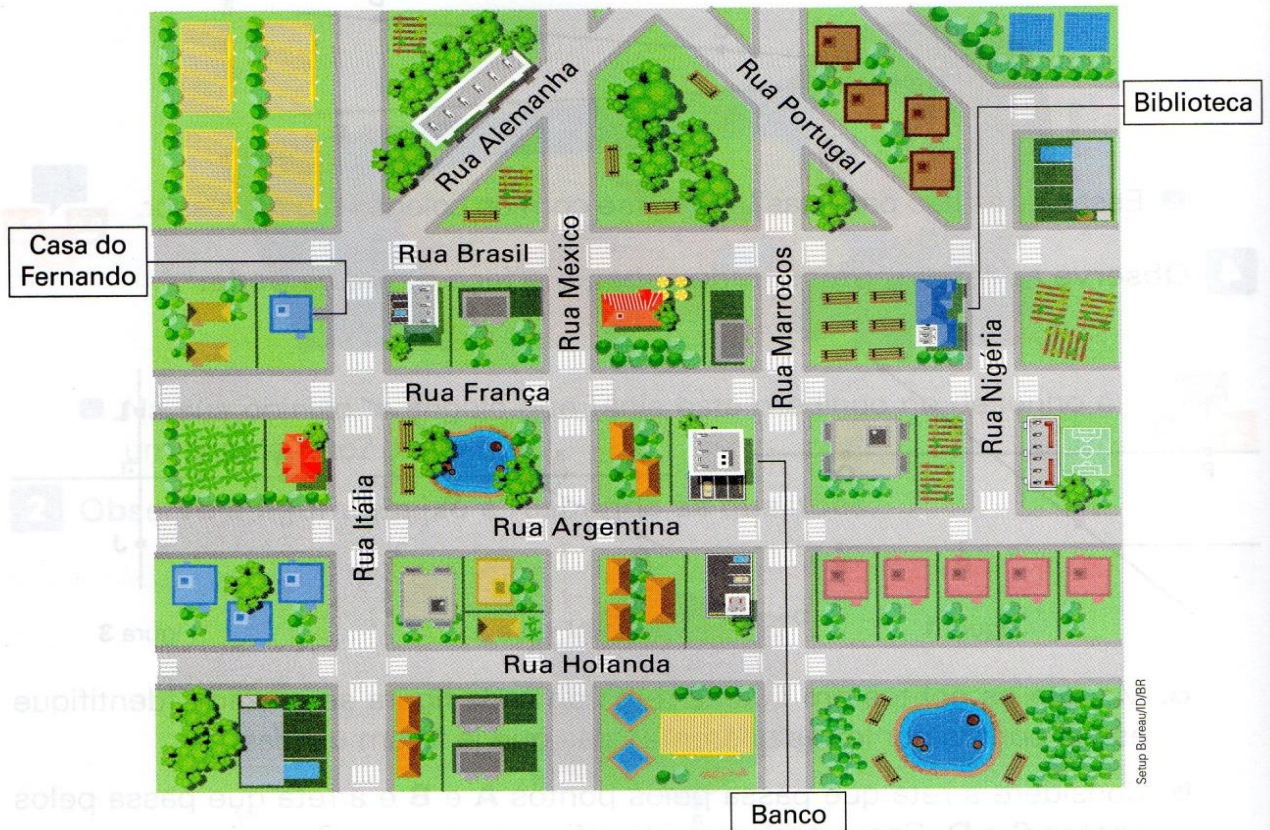 Rua Alemanha
Rua Portugal
Biblioteca
Casa do
Fernando
Rua Brasil
Rua México
Rua Marrocos
Rua Nigéria
Rua França
Rua Itália
Rua Argentina
Rua Holanda
Banco
Setup Bureau/ID/BR